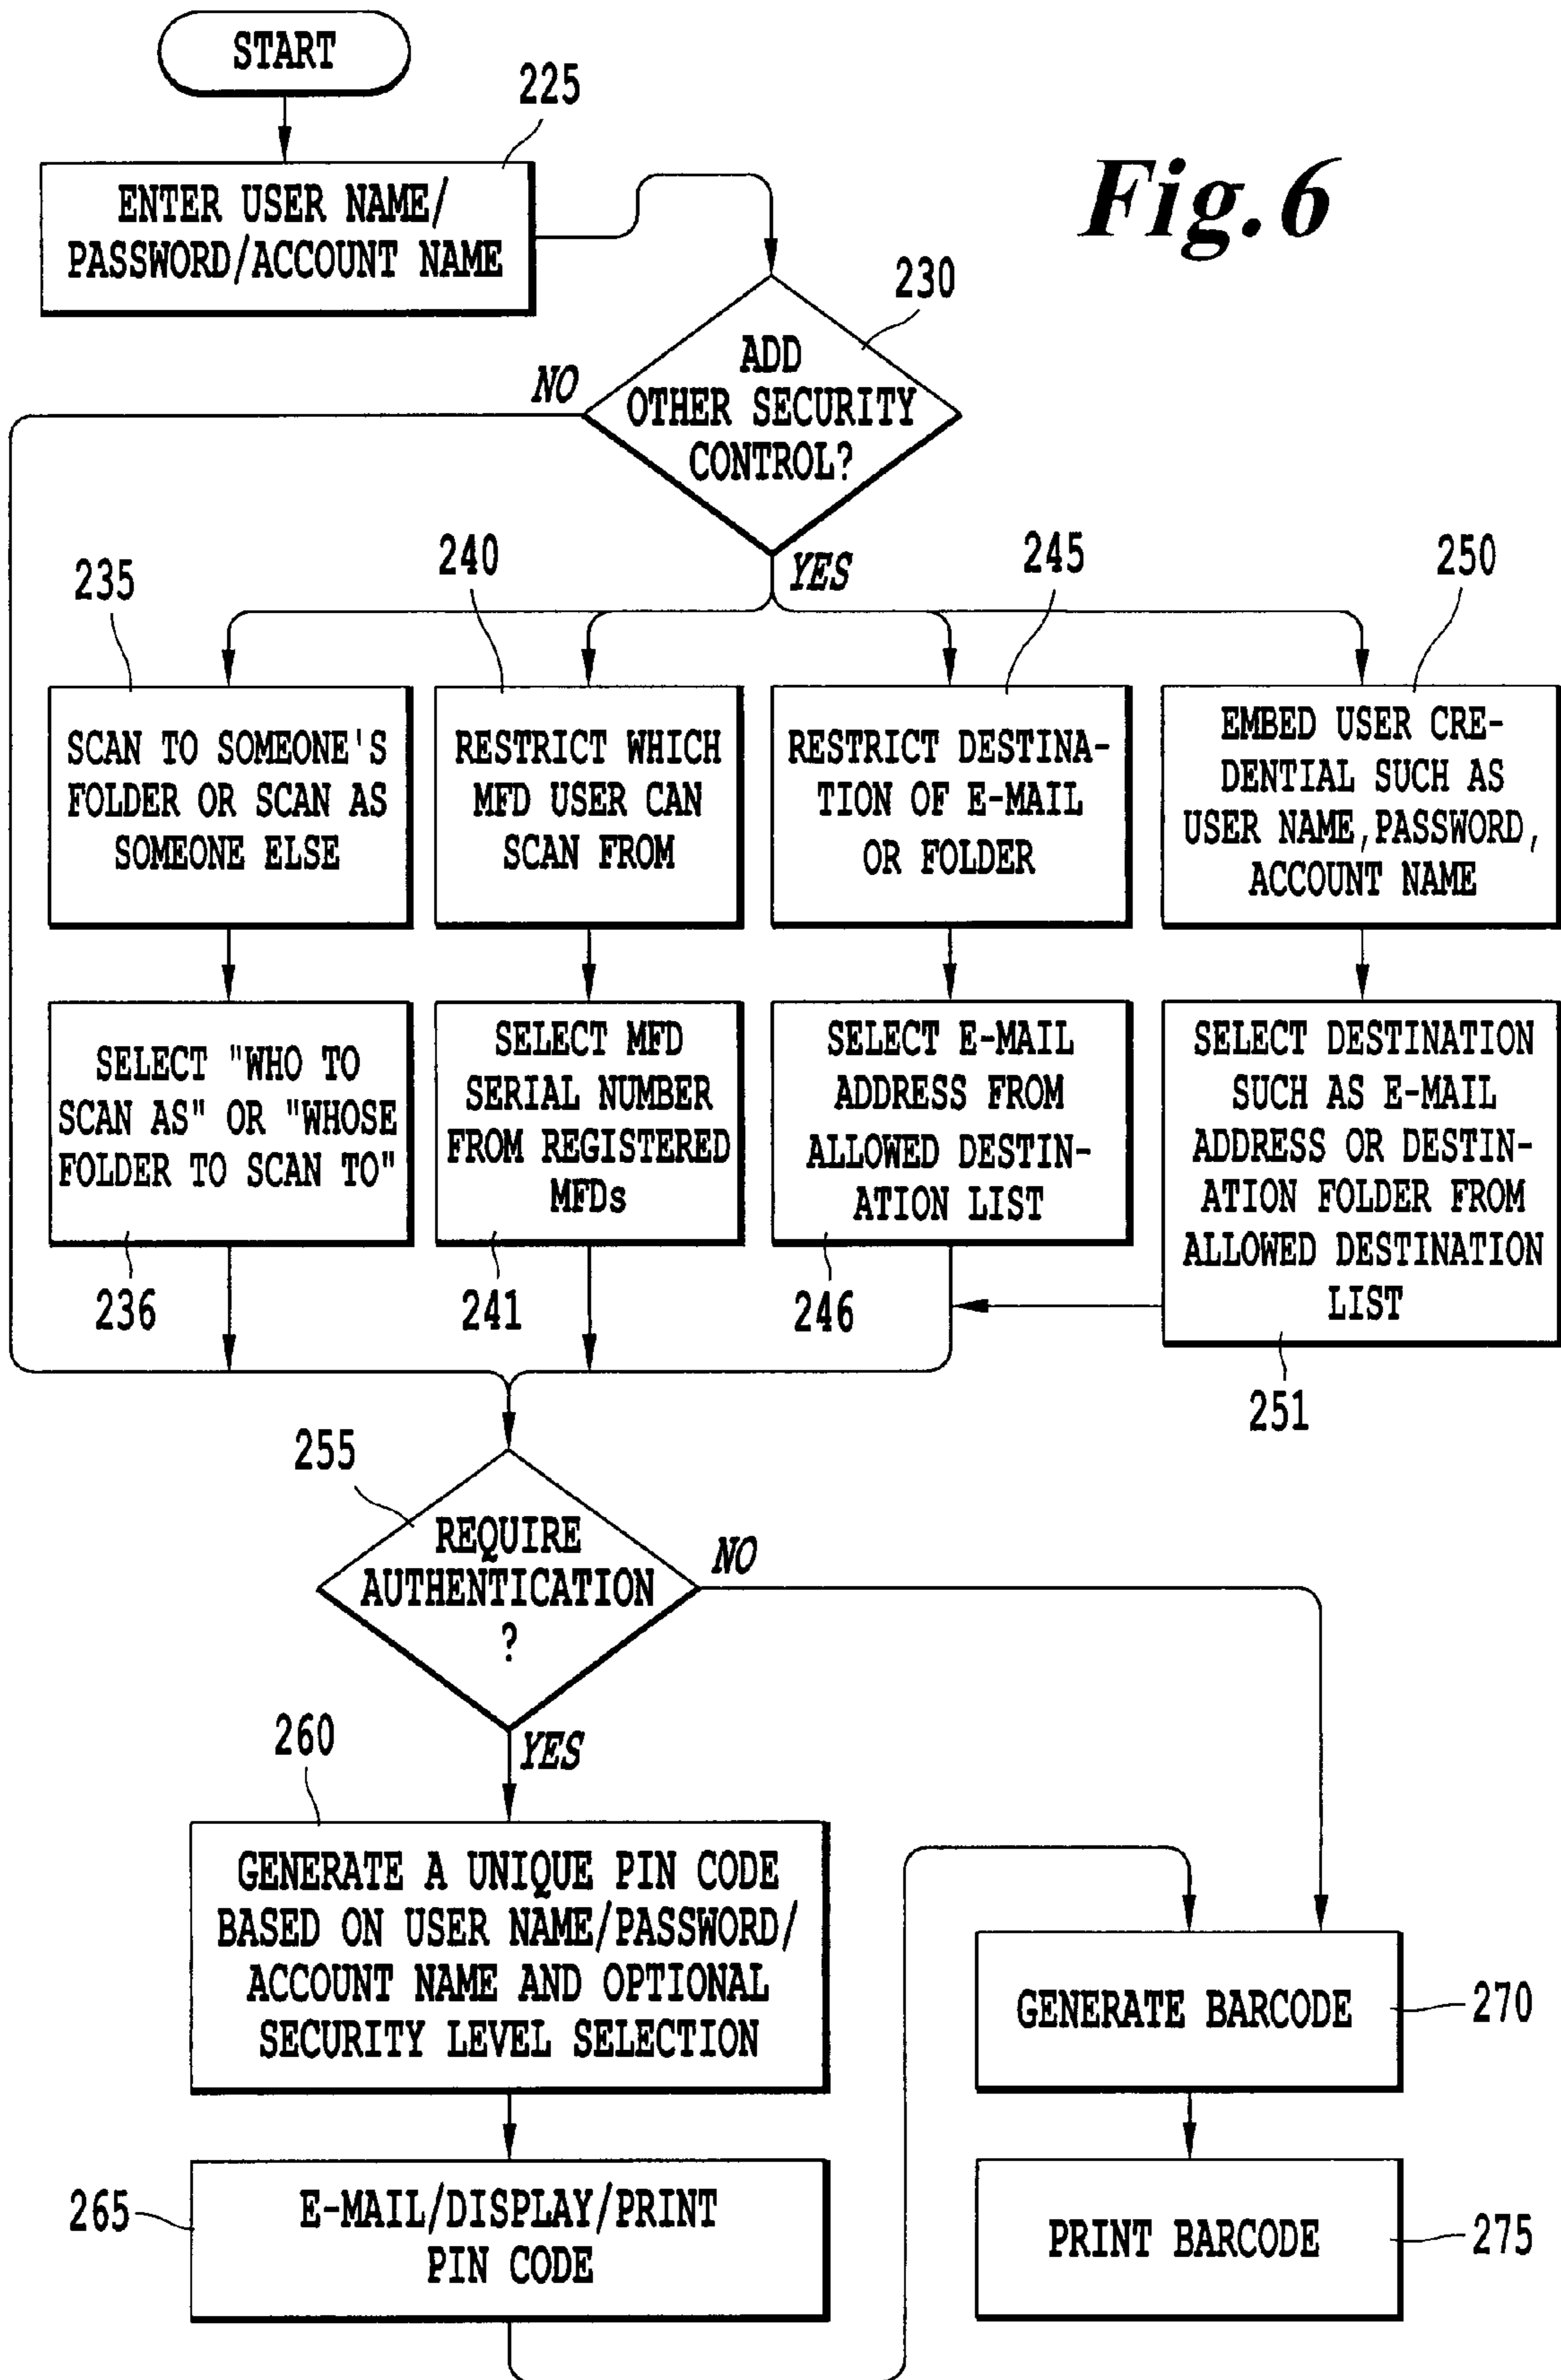 START
225
ENTER USER NAME/
PASSWORD/ACCOUNT NAME
Fig. 6
230
ADD
OTHER SECURITY
CONTROL?
NO
YES
235
240
245
250
SCAN TO SOMEONE'S
FOLDER OR SCAN AS
SOMEONE ELSE
RESTRICT WHICH
MFD USER CAN
SCAN FROM
RESTRICT DESTINA-
TION OF E-MAIL
OR FOLDER
EMBED USER CRE-
DENTIAL SUCH AS
USER NAME, PASSWORD,
ACCOUNT NAME
SELECT "WHO TO
SCAN AS" OR "WHOSE
FOLDER TO SCAN TO"
SELECT MFD
SERIAL NUMBER
FROM REGISTERED
MFDs
SELECT E-MAIL
ADDRESS FROM
ALLOWED DESTIN-
ATION LIST
SELECT DESTINATION
SUCH AS E-MAIL
ADDRESS OR DESTIN-
ATION FOLDER FROM
ALLOWED DESTINATION
LIST
236
241
246
251
255
REQUIRE
AUTHENTICATION
?
NO
YES
260
GENERATE A UNIQUE PIN CODE
BASED ON USER NAME/PASSWORD/
ACCOUNT NAME AND OPTIONAL
SECURITY LEVEL SELECTION
GENERATE BARCODE
270
265
E-MAIL/DISPLAY/PRINT
PIN CODE
PRINT BARCODE
275